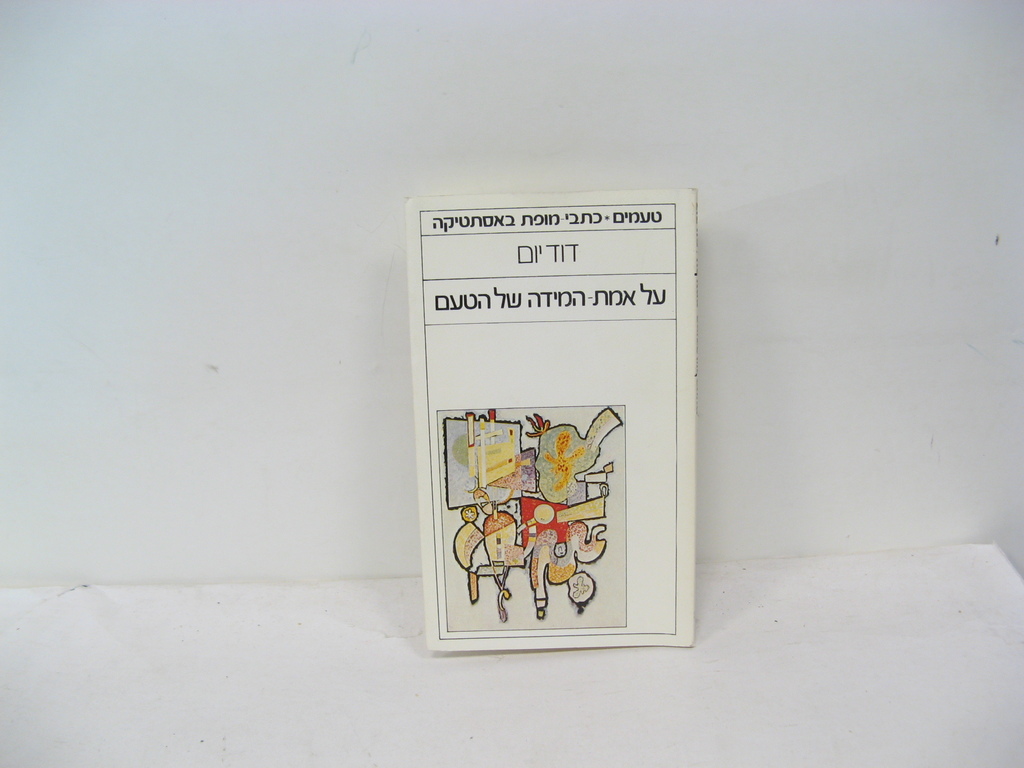 טעמים * כתבי-מופת באסתטיקה
דוד יום
על אמת-המידה של הטעם